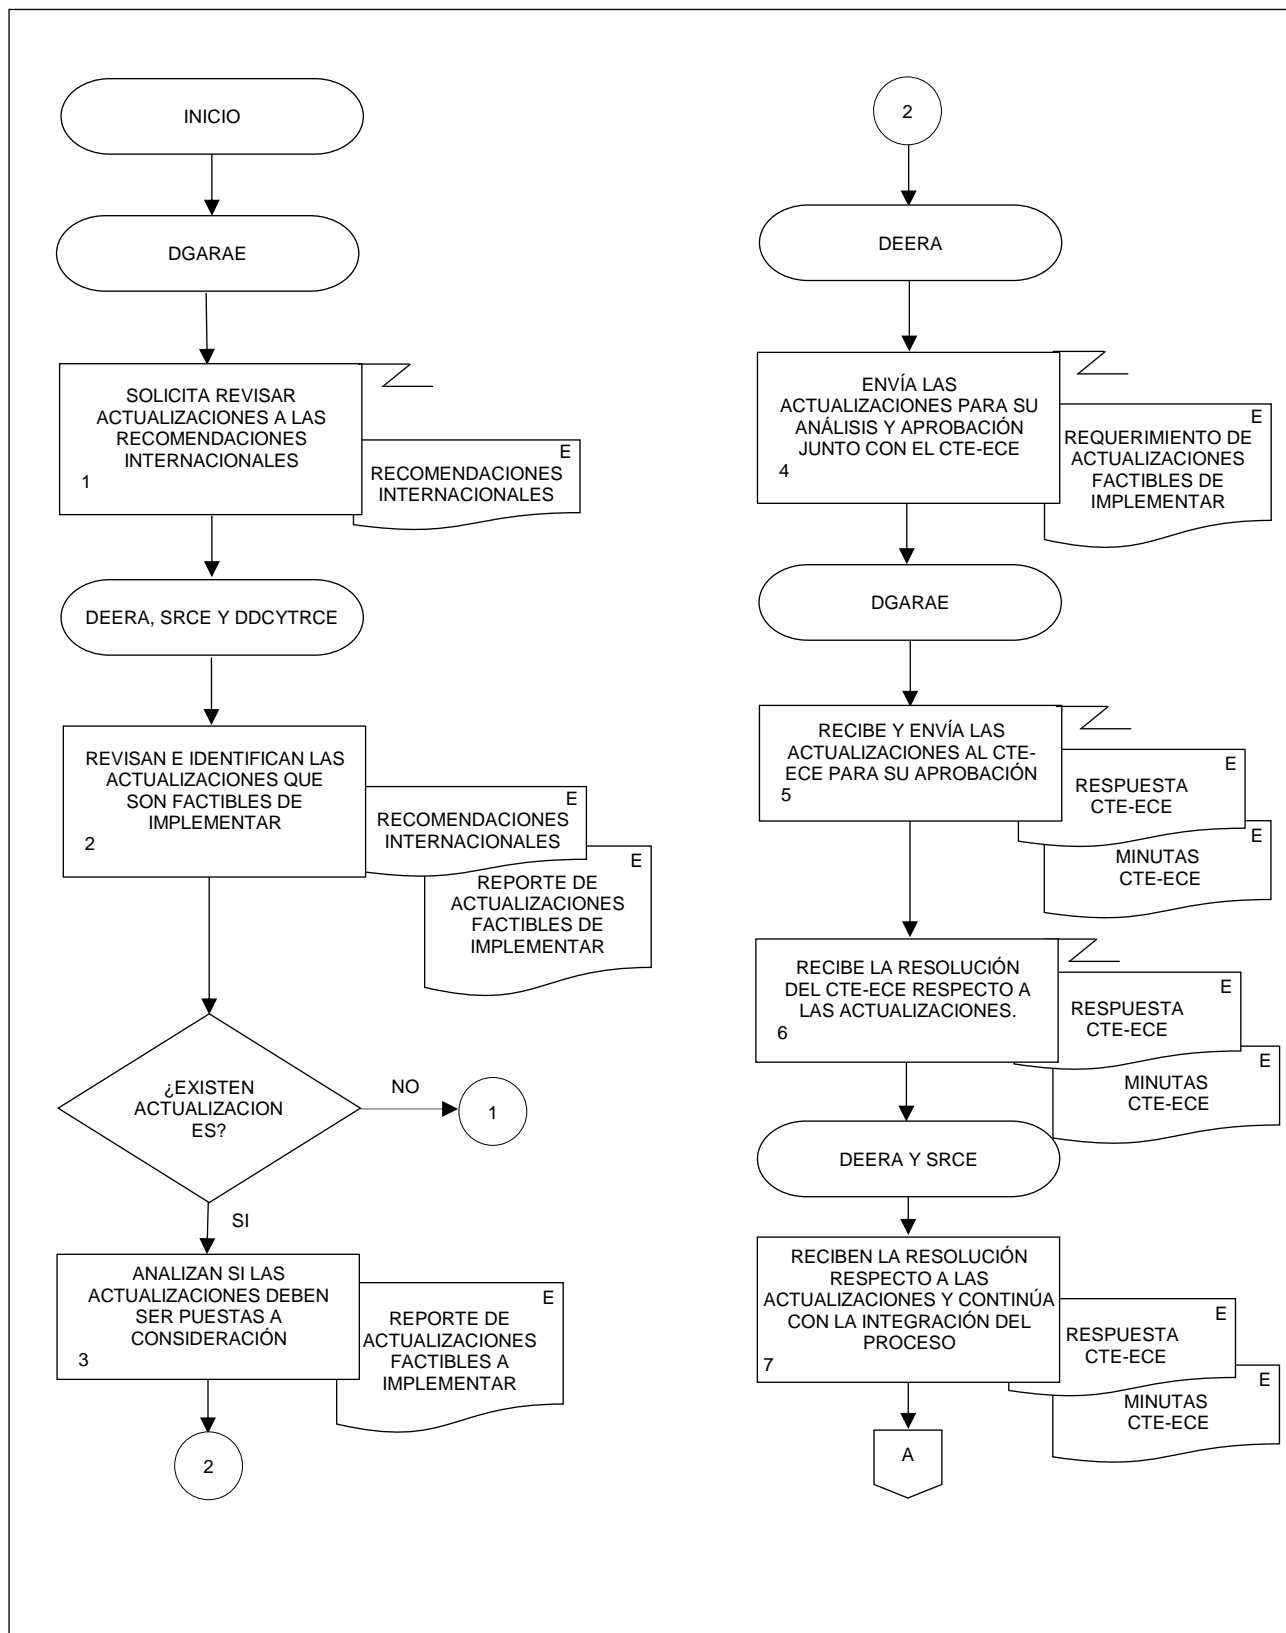 INICIO
DGARAE
SOLICITA REVISAR
ACTUALIZACIONES A LAS
RECOMENDACIONES
INTERNACIONALES
1
E
RECOMENDACIONES
INTERNACIONALES
DEERA, SRCE Y DDCYTRCE
REVISAN E IDENTIFICAN LAS
ACTUALIZACIONES QUE
SON FACTIBLES DE
IMPLEMENTAR
2
E
RECOMENDACIONES
INTERNACIONALES
E
REPORTE DE
ACTUALIZACIONES
FACTIBLES DE
IMPLEMENTAR
¿EXISTEN
ACTUALIZACION
ES?
NO
1
SI
ANALIZAN SI LAS
ACTUALIZACIONES DEBEN
SER PUESTAS A
CONSIDERACIÓN
3
E
REPORTE DE
ACTUALIZACIONES
FACTIBLES A
IMPLEMENTAR
2
2
DEERA
ENVÍA LAS
ACTUALIZACIONES PARA SU
ANÁLISIS Y APROBACIÓN
JUNTO CON EL CTE-ECE
4
E
REQUERIMIENTO DE
ACTUALIZACIONES
FACTIBLES DE
IMPLEMENTAR
DGARAE
RECIBE Y ENVÍA LAS
ACTUALIZACIONES AL CTE-
ECE PARA SU APROBACIÓN
5
E
RESPUESTA
CTE-ECE
E
MINUTAS
CTE-ECE
RECIBE LA RESOLUCIÓN
DEL CTE-ECE RESPECTO A
LAS ACTUALIZACIONES.
6
E
RESPUESTA
CTE-ECE
E
MINUTAS
CTE-ECE
DEERA Y SRCE
RECIBEN LA RESOLUCIÓN
RESPECTO A LAS
ACTUALIZACIONES Y CONTINÚA
CON LA INTEGRACIÓN DEL
PROCESO
7
E
RESPUESTA
CTE-ECE
E
MINUTAS
CTE-ECE
A